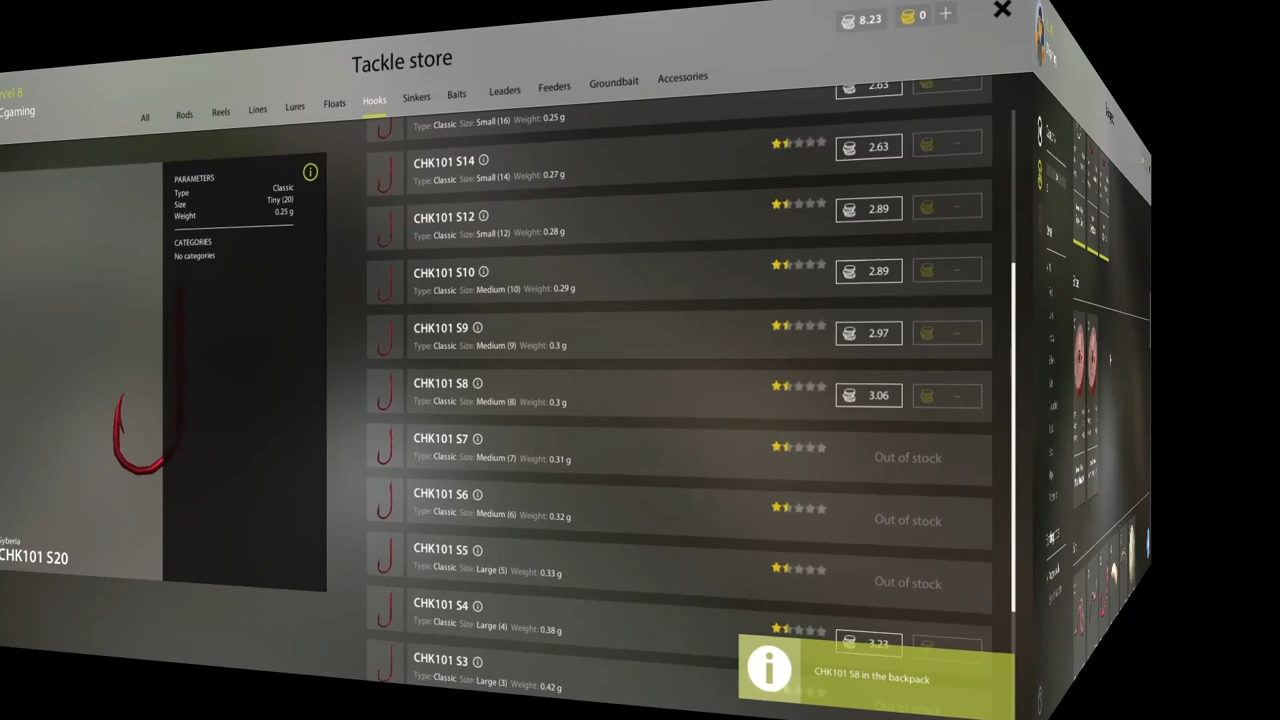 8.23
0
Tackle store
evel 8
Cgaming
All Rods Reels Lines Lures Floats Hooks Sinkers Baits Leaders Feeders Groundbait Accessories
PARAMETERS
Type Classic
Size Tiny (20)
Weight 0.25 g
CATEGORIES
No categories
yberia
CHK101 S20
Type: Classic Size: Small (16) Weight: 0.25 g
2.63
CHK101 S14
Type: Classic Size: Small (14) Weight: 0.27 g
2.63
CHK101 S12
Type: Classic Size: Small (12) Weight: 0.28 g
2.89
CHK101 S10
Type: Classic Size: Medium (10) Weight: 0.29 g
2.89
CHK101 S9
Type: Classic Size: Medium (9) Weight: 0.3 g
2.97
CHK101 S8
Type: Classic Size: Medium (8) Weight: 0.3 g
3.06
CHK101 S7
Type: Classic Size: Medium (7) Weight: 0.31 g
Out of stock
CHK101 S6
Type: Classic Size: Medium (6) Weight: 0.32 g
Out of stock
CHK101 S5
Type: Classic Size: Large (5) Weight: 0.33 g
Out of stock
CHK101 S4
Type: Classic Size: Large (4) Weight: 0.38 g
3.23
CHK101 S3
Type: Classic Size: Large (3) Weight: 0.42 g
Out of stock
CHK101 S8 in the backpack